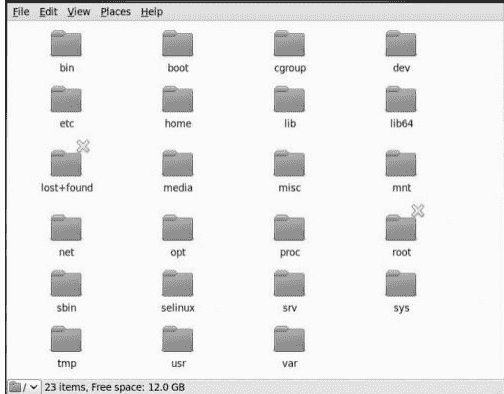 File Edit View Places Help
bin boot cgroup dev
etc home lib lib64
lost+found media misc mnt
net opt proc root
sbin selinux srv sys
tmp usr var
/ 23 items, Free space: 12.0 GB